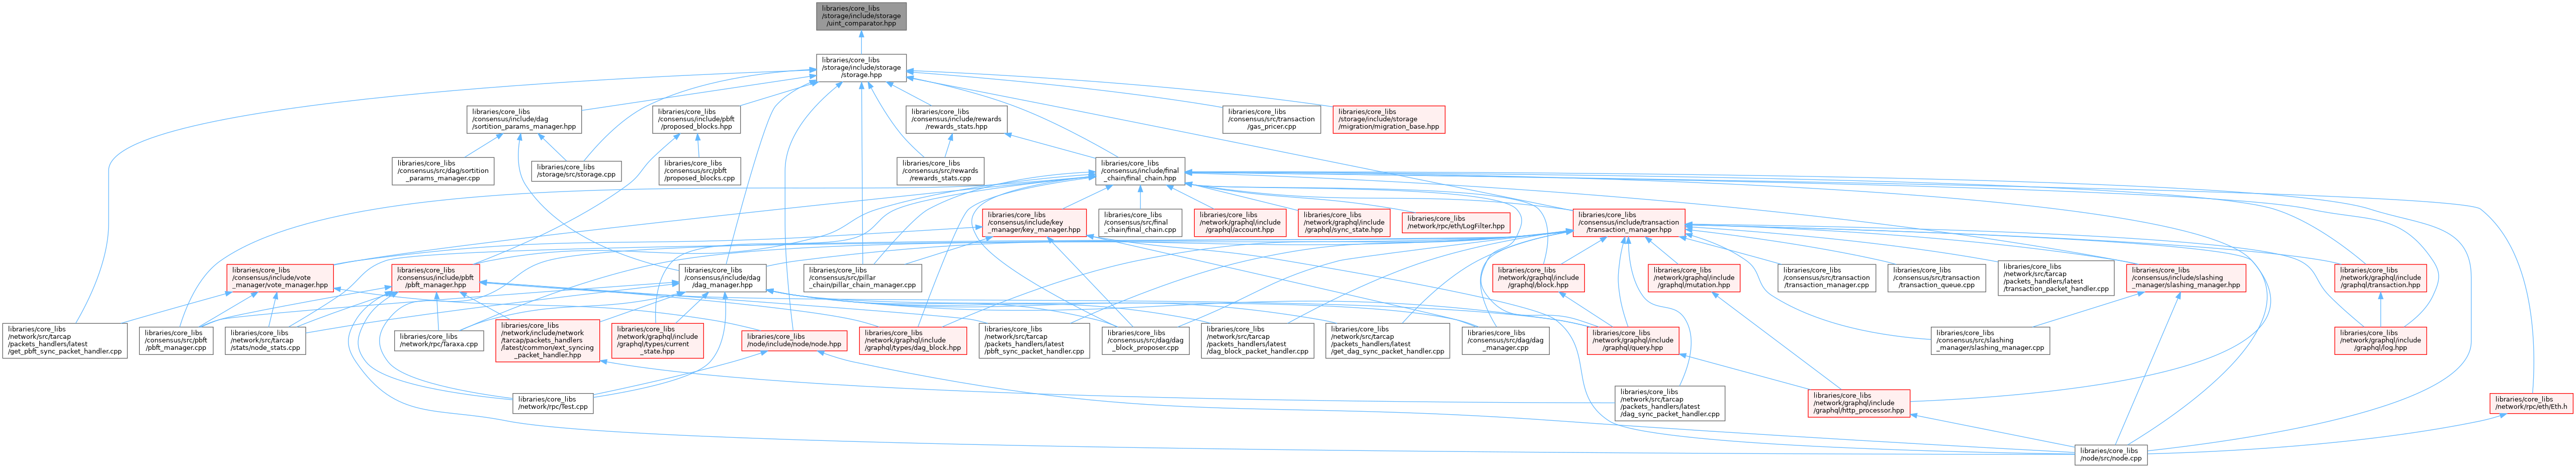 libraries/core_libs
/storage/include/storage
/uint_comparator.hpp
libraries/core_libs
/storage/include/storage
/storage.hpp
libraries/core_libs
/consensus/include/dag
/sortition_params_manager.hpp
libraries/core_libs
/consensus/include/pbft
/proposed_blocks.hpp
libraries/core_libs
/consensus/include/rewards
/rewards_stats.hpp
libraries/core_libs
/consensus/src/transaction
/gas_pricer.cpp
libraries/core_libs
/storage/include/storage
/migration/migration_base.hpp
libraries/core_libs
/consensus/src/dag/sortition
_params_manager.cpp
libraries/core_libs
/storage/src/storage.cpp
libraries/core_libs
/consensus/src/pbft
/proposed_blocks.cpp
libraries/core_libs
/consensus/src/rewards
/rewards_stats.cpp
libraries/core_libs
/consensus/include/final
_chain/final_chain.hpp
libraries/core_libs
/consensus/include/key
_manager/key_manager.hpp
libraries/core_libs
/consensus/src/final
_chain/final_chain.cpp
libraries/core_libs
/network/graphql/include
/graphql/account.hpp
libraries/core_libs
/network/graphql/include
/graphql/sync_state.hpp
libraries/core_libs
/network/rpc/eth/LogFilter.hpp
libraries/core_libs
/consensus/include/transaction
/transaction_manager.hpp
libraries/core_libs
/consensus/include/vote
_manager/vote_manager.hpp
libraries/core_libs
/consensus/include/pbft
/pbft_manager.hpp
libraries/core_libs
/consensus/include/dag
/dag_manager.hpp
libraries/core_libs
/consensus/src/pillar
_chain/pillar_chain_manager.cpp
libraries/core_libs
/network/graphql/include
/graphql/block.hpp
libraries/core_libs
/network/graphql/include
/graphql/mutation.hpp
libraries/core_libs
/consensus/src/transaction
/transaction_manager.cpp
libraries/core_libs
/consensus/src/transaction
/transaction_queue.cpp
libraries/core_libs
/network/src/tarcap
/packets_handlers/latest
/transaction_packet_handler.cpp
libraries/core_libs
/consensus/include/slashing
_manager/slashing_manager.hpp
libraries/core_libs
/network/graphql/include
/graphql/transaction.hpp
libraries/core_libs
/network/src/tarcap
/packets_handlers/latest
/get_pbft_sync_packet_handler.cpp
libraries/core_libs
/consensus/src/pbft
/pbft_manager.cpp
libraries/core_libs
/network/src/tarcap
/stats/node_stats.cpp
libraries/core_libs
/network/rpc/Taraxa.cpp
libraries/core_libs
/network/include/network
/tarcap/packets_handlers
/latest/common/ext_syncing
_packet_handler.hpp
libraries/core_libs
/network/graphql/include
/graphql/types/current
_state.hpp
libraries/core_libs
/node/include/node/node.hpp
libraries/core_libs
/network/graphql/include
/graphql/types/dag_block.hpp
libraries/core_libs
/network/src/tarcap
/packets_handlers/latest
/pbft_sync_packet_handler.cpp
libraries/core_libs
/consensus/src/dag/dag
_block_proposer.cpp
libraries/core_libs
/network/src/tarcap
/packets_handlers/latest
/dag_block_packet_handler.cpp
libraries/core_libs
/network/src/tarcap
/packets_handlers/latest
/get_dag_sync_packet_handler.cpp
libraries/core_libs
/consensus/src/dag/dag
_manager.cpp
libraries/core_libs
/network/graphql/include
/graphql/query.hpp
libraries/core_libs
/consensus/src/slashing
_manager/slashing_manager.cpp
libraries/core_libs
/network/graphql/include
/graphql/log.hpp
libraries/core_libs
/network/rpc/Test.cpp
libraries/core_libs
/network/src/tarcap
/packets_handlers/latest
/dag_sync_packet_handler.cpp
libraries/core_libs
/network/graphql/include
/graphql/http_processor.hpp
libraries/core_libs
/network/rpc/eth/Eth.h
libraries/core_libs
/node/src/node.cpp